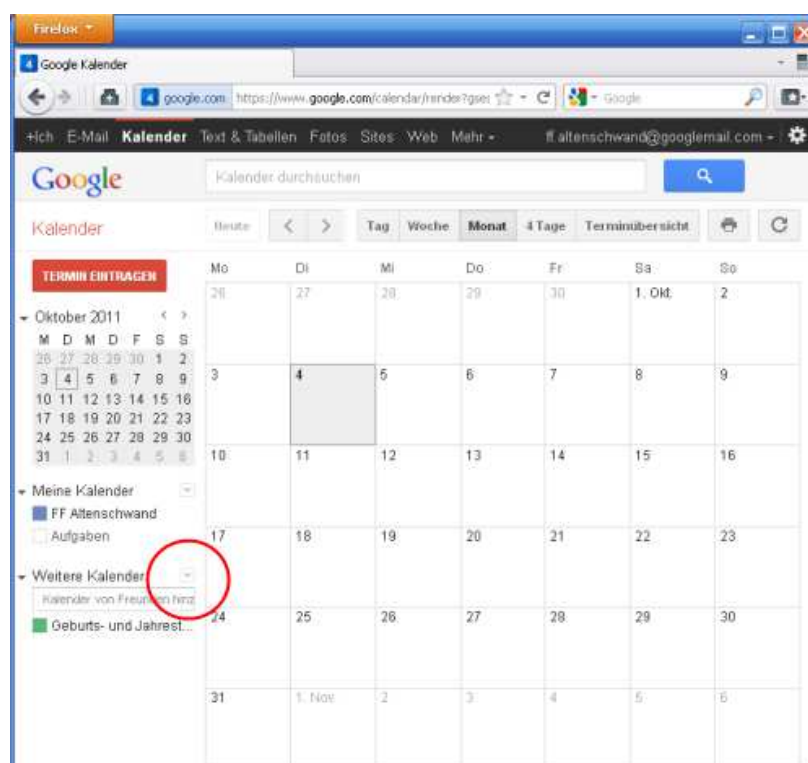 Firefox
4 Google Kalender
4 google.com https://www.google.com/calendar/render?gse Google
+Ich E-Mail Kalender Text & Tabellen Fotos Sites Web Mehr ff.altenschwand@googlemail.com
Google Kalender durchsuchen
Kalender Heute < > Tag Woche Monat 4 Tage Terminübersicht
TERMIN EINTRAGEN
Oktober 2011 < >
M D M D F S S
26 27 28 29 30 1 2
3 4 5 6 7 8 9
10 11 12 13 14 15 16
17 18 19 20 21 22 23
24 25 26 27 28 29 30
31 1 2 3 4 5 6
Meine Kalender
FF Altenschwand
Aufgaben
Weitere Kalender
Kalender von Freunden hinz
Geburts- und Jahrest...
Mo Di Mi Do Fr Sa So
26 27 28 29 30 1. Okt 2
3 4 5 6 7 8 9
10 11 12 13 14 15 16
17 18 19 20 21 22 23
24 25 26 27 28 29 30
31 1. Nov 2 3 4 5 6